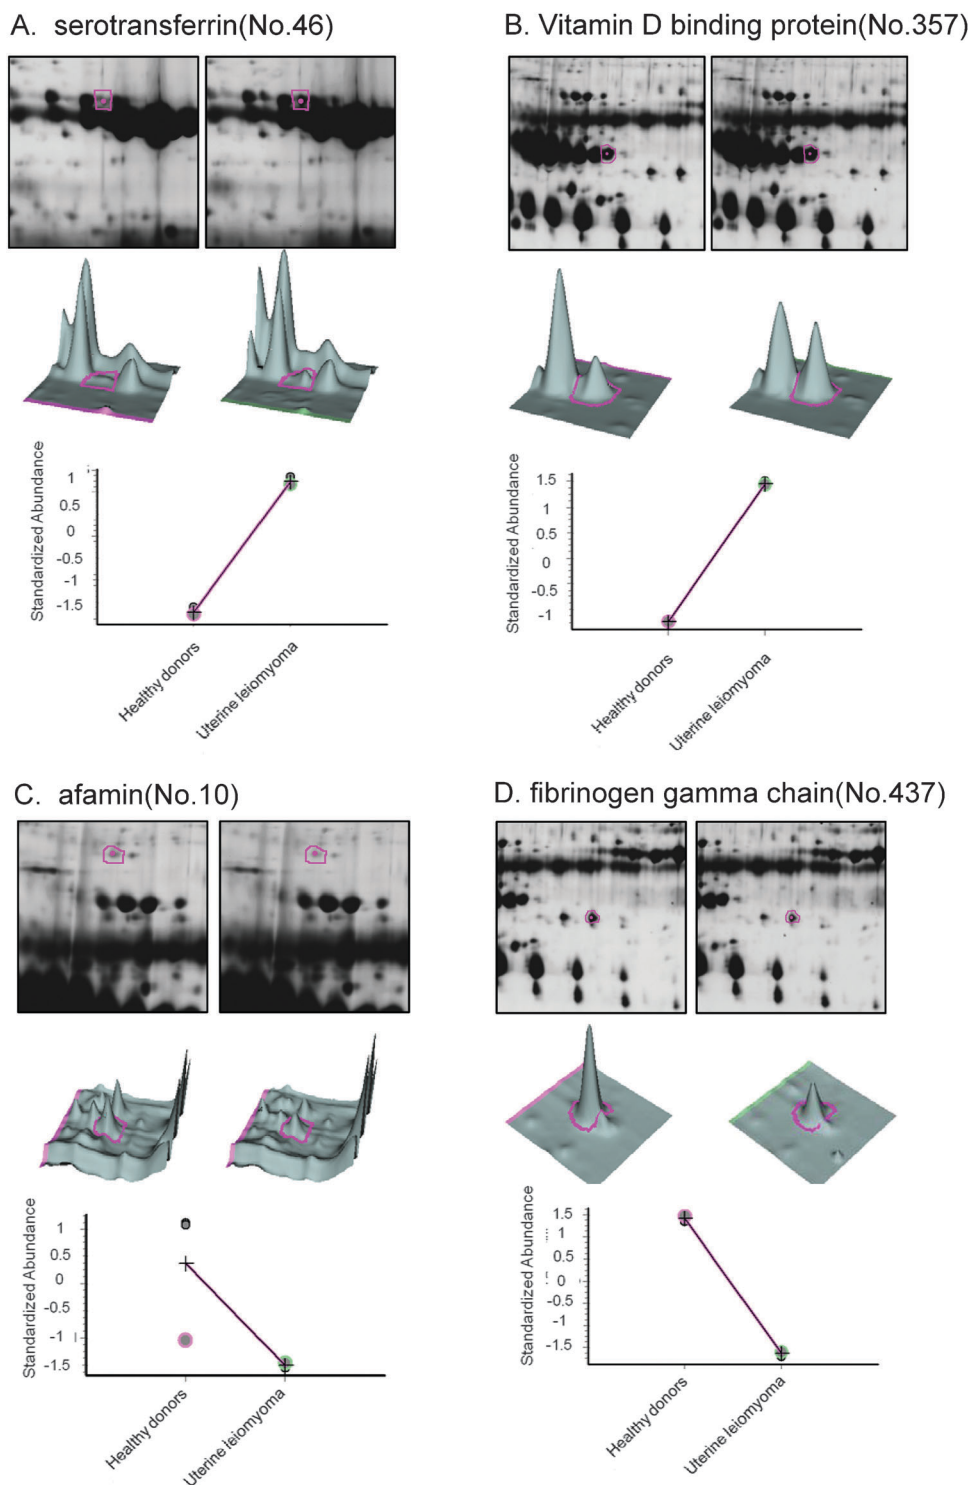 A. serotransferrin(No.46)
B. Vitamin D binding protein(No.357)
Standardized Abundance
1
0.5
0
-0.5
-1
-1.5
Healthy donors
Uterine leiomyoma
Standardized Abundance
1.5
1
0.5
0
-0.5
-1
Healthy donors
Uterine leiomyoma
C. afamin(No.10)
D. fibrinogen gamma chain(No.437)
Standardized Abundance
1
0.5
0
-0.5
-1
-1.5
Healthy donors
Uterine leiomyoma
Standardized Abundance
1.5
1
0.5
0
-0.5
-1
-1.5
Healthy donors
Uterine leiomyoma